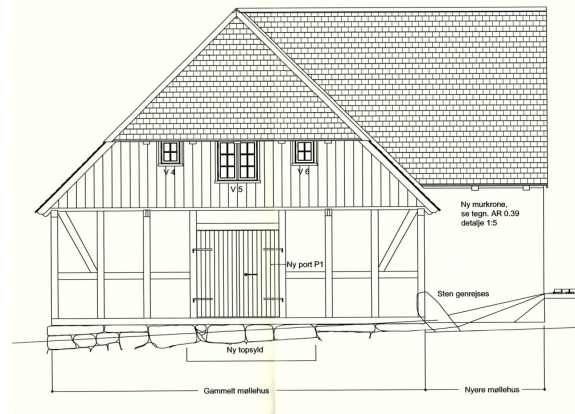 V 4
V 5
V 6
Ny murkrone,
se tegn. AR 0.39
detalje 1:5
Ny port P1
Sten genrejses
Ny topsyld
Gammelt møllehus
Nyere møllehus